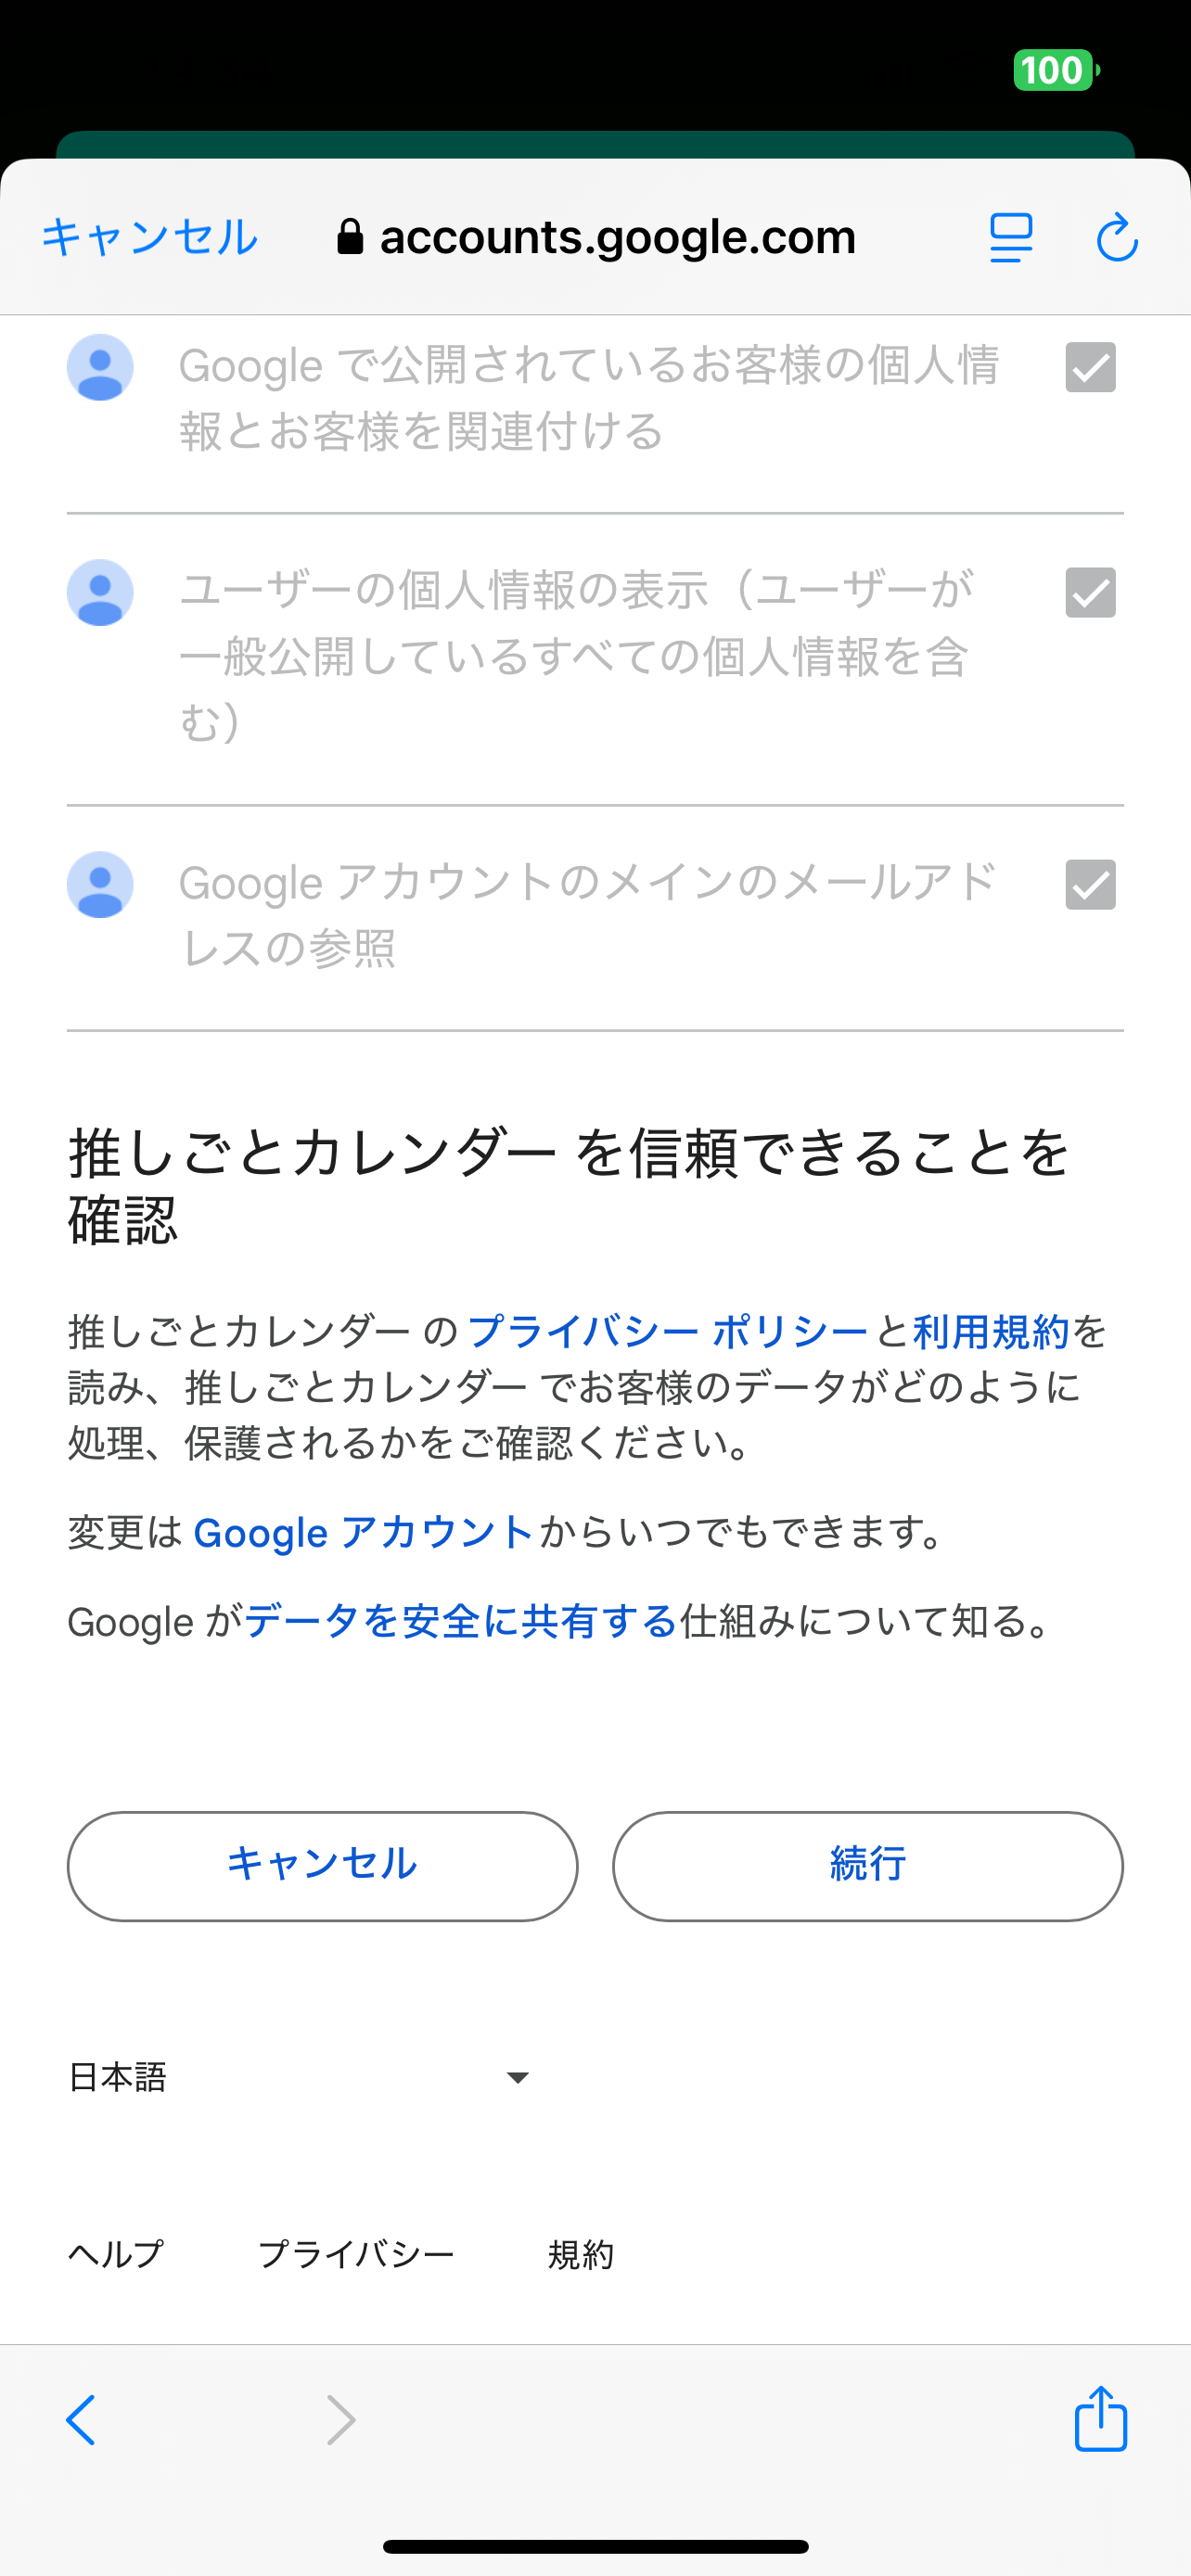 100
キャンセル
accounts.google.com
Google で公開されているお客様の個人情
報とお客様を関連付ける
ユーザーの個人情報の表示（ユーザーが
一般公開しているすべての個人情報を含
む）
Google アカウントのメインのメールアド
レスの参照
推しごとカレンダー を信頼できることを
確認
推しごとカレンダー のプライバシー ポリシーと利用規約を
読み、推しごとカレンダー でお客様のデータがどのように
処理、保護されるかをご確認ください。
変更は Google アカウントからいつでもできます。
Google がデータを安全に共有する仕組みについて知る。
キャンセル
続行
日本語
ヘルプ
プライバシー
規約